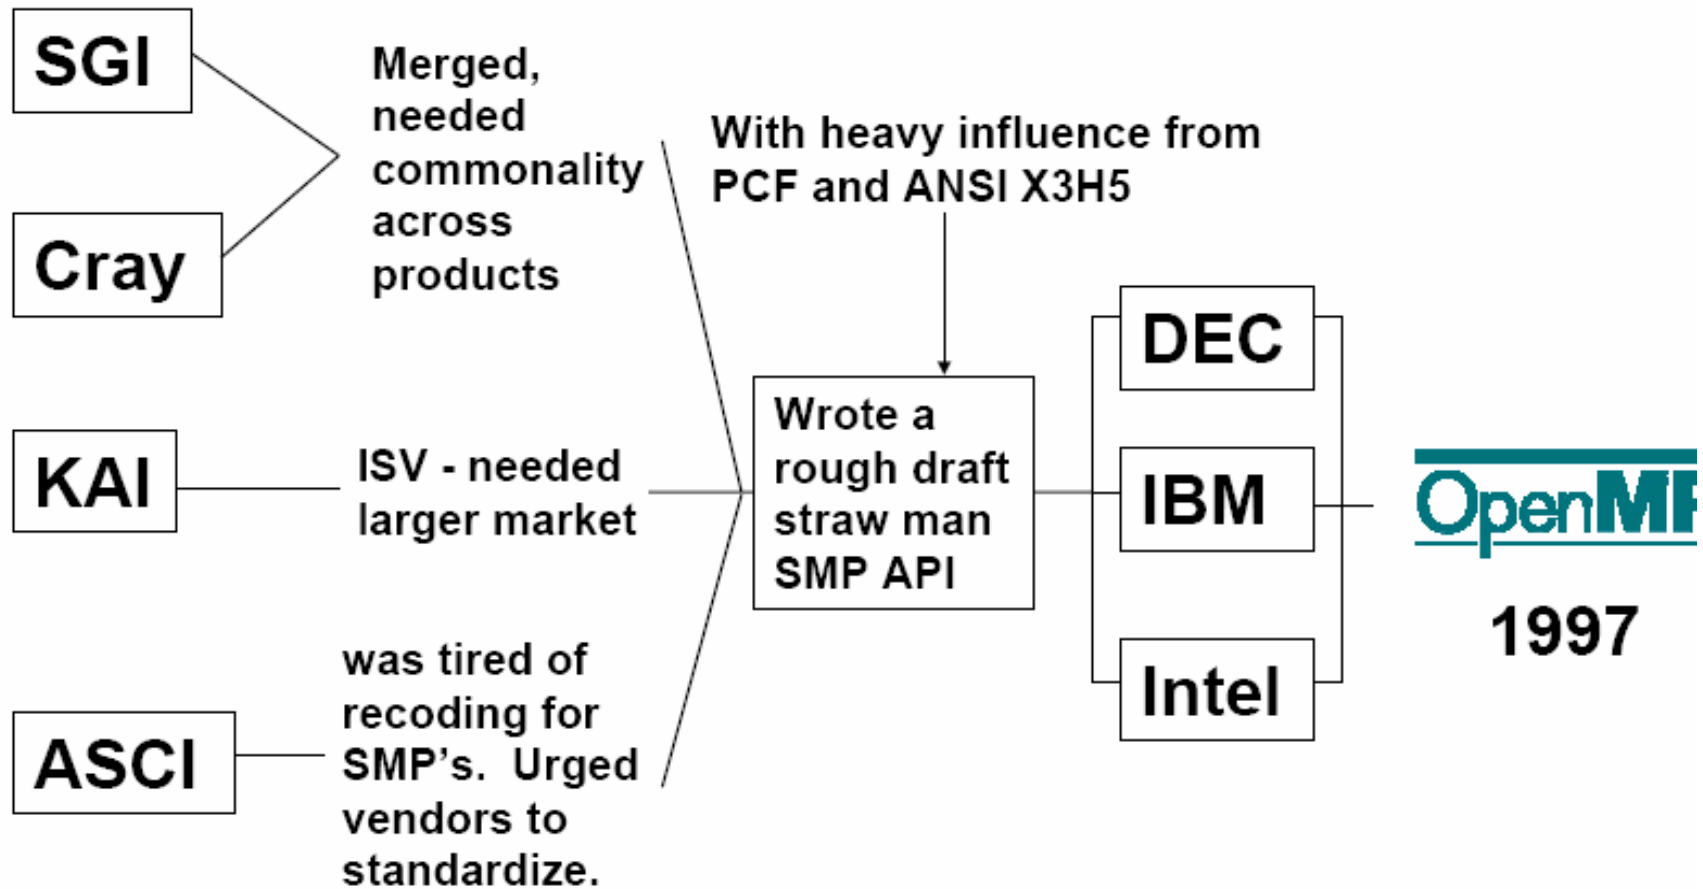 SGI
Merged,
needed
commonality
across
products
Cray
With heavy influence from
PCF and ANSI X3H5
KAI
ISV - needed
larger market
ASCI
was tired of
recoding for
SMP's.  Urged
vendors to
standardize.
Wrote a
rough draft
straw man
SMP API
DEC
IBM
Intel
OpenMP
1997